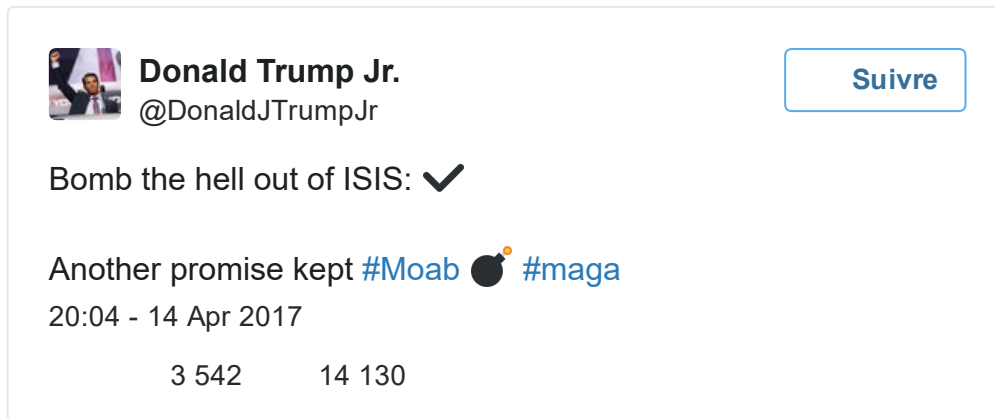 Donald Trump Jr.
@DonaldJTrumpJr
Suivre
Bomb the hell out of ISIS: ✔
Another promise kept #Moab 💣 #maga
20:04 - 14 Apr 2017
3 542 14 130